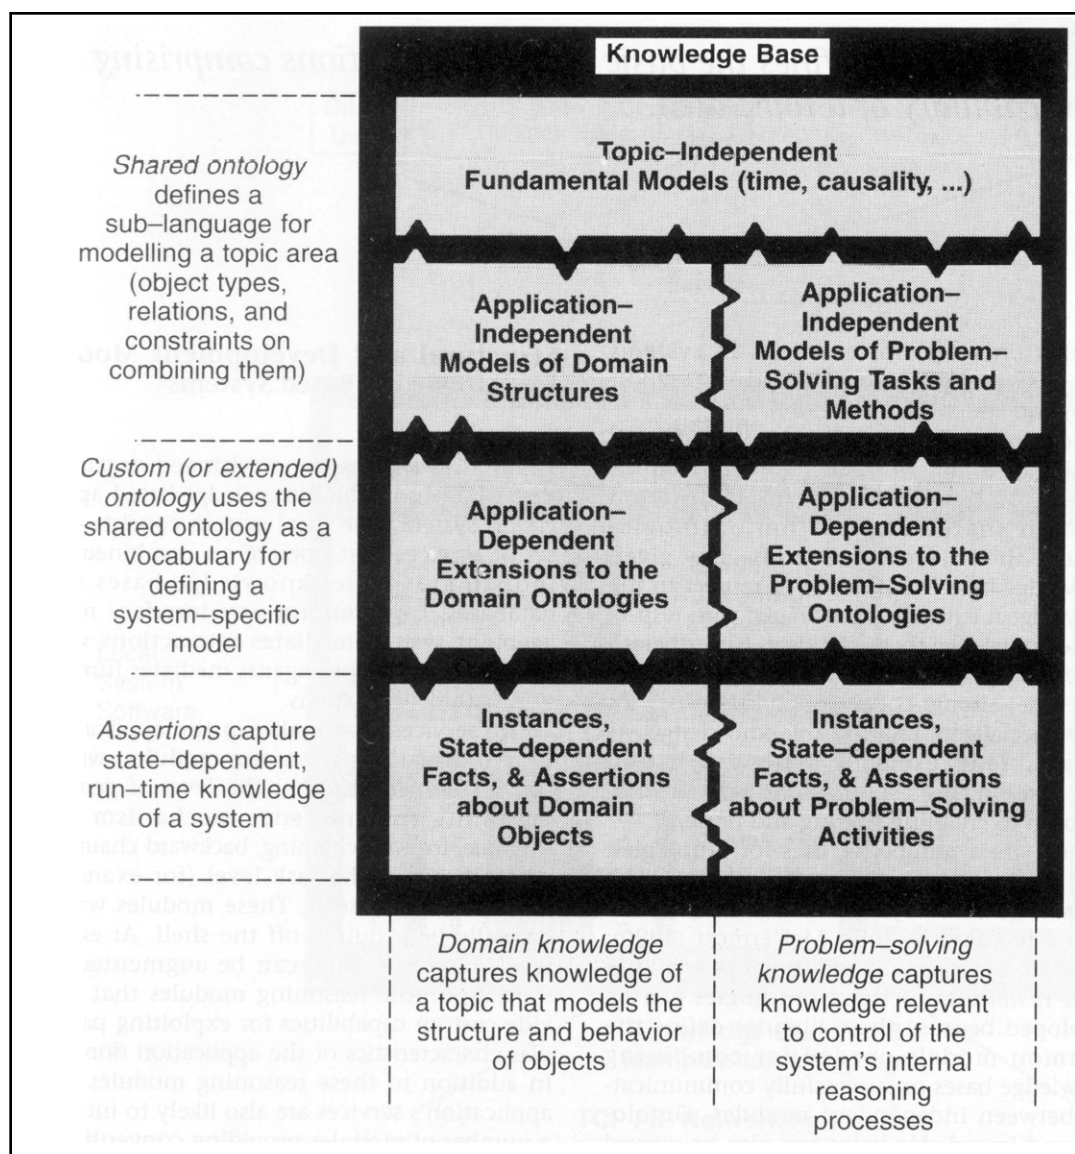 Knowledge Base
Topic–Independent
Fundamental Models (time, causality, ...)
Shared ontology
defines a
sub–language for
modelling a topic area
(object types,
relations, and
constraints on
combining them)
Application–
Independent
Models of Domain
Structures
Application–
Independent
Models of Problem–
Solving Tasks and
Methods
Custom (or extended)
ontology uses the
shared ontology as a
vocabulary for
defining a
system–specific
model
Application–
Dependent
Extensions to the
Domain Ontologies
Application–
Dependent
Extensions to the
Problem–Solving
Ontologies
Assertions capture
state–dependent,
run–time knowledge
of a system
Instances,
State–dependent
Facts, & Assertions
about Domain
Objects
Instances,
State–dependent
Facts, & Assertions
about Problem–Solving
Activities
Domain knowledge
captures knowledge of
a topic that models the
structure and behavior
of objects
Problem–solving
knowledge captures
knowledge relevant
to control of the
system's internal
reasoning
processes